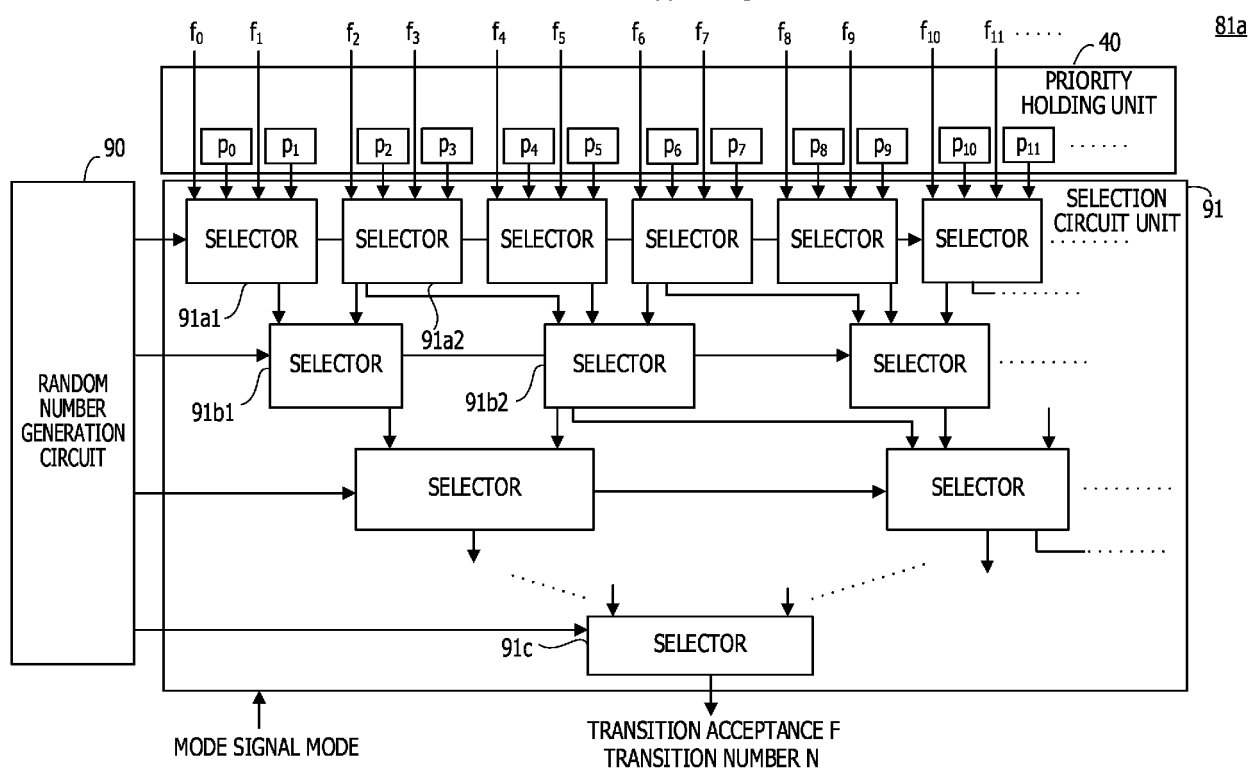 81a
f0 f1 f2 f3 f4 f5 f6 f7 f8 f9 f10 f11 ......
40
PRIORITY
HOLDING UNIT
p0 p1 p2 p3 p4 p5 p6 p7 p8 p9 p10 p11 ......
90
91
SELECTION
CIRCUIT UNIT
SELECTOR SELECTOR SELECTOR SELECTOR SELECTOR SELECTOR
91a1
91a2
SELECTOR SELECTOR SELECTOR
91b1
91b2
RANDOM
NUMBER
GENERATION
CIRCUIT
SELECTOR SELECTOR
SELECTOR
91c
MODE SIGNAL MODE
TRANSITION ACCEPTANCE F
TRANSITION NUMBER N